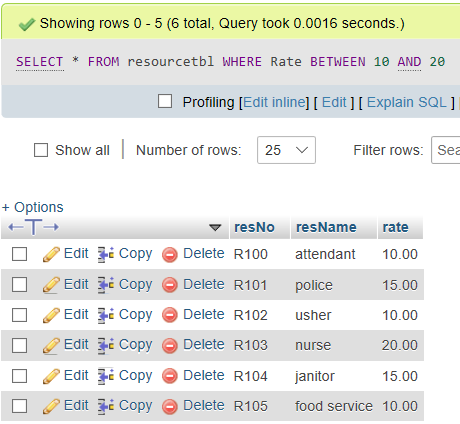 Showing rows 0 - 5 (6 total, Query took 0.0016 seconds.)
SELECT * FROM resourcetbl WHERE Rate BETWEEN 10 AND 20
Profiling [Edit inline] [ Edit ] [ Explain SQL ]
Show all | Number of rows: 25 Filter rows: Sea
+ Options
←T→ resNo resName rate
Edit Copy Delete R100 attendant 10.00
Edit Copy Delete R101 police 15.00
Edit Copy Delete R102 usher 10.00
Edit Copy Delete R103 nurse 20.00
Edit Copy Delete R104 janitor 15.00
Edit Copy Delete R105 food service 10.00